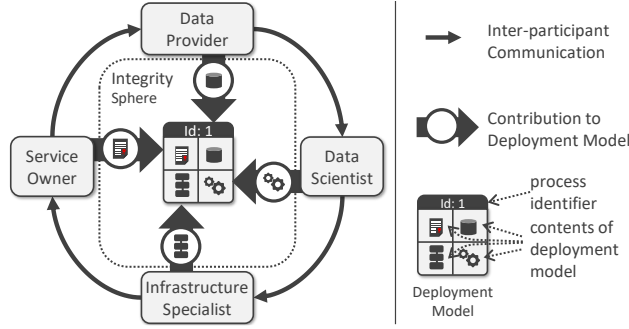 Data
Provider
Integrity
Sphere
Id: 1
Service
Owner
Data
Scientist
Infrastructure
Specialist
Inter-participant
Communication
Contribution to
Deployment Model
Id: 1
process
identifier
contents of
deployment
model
Deployment
Model